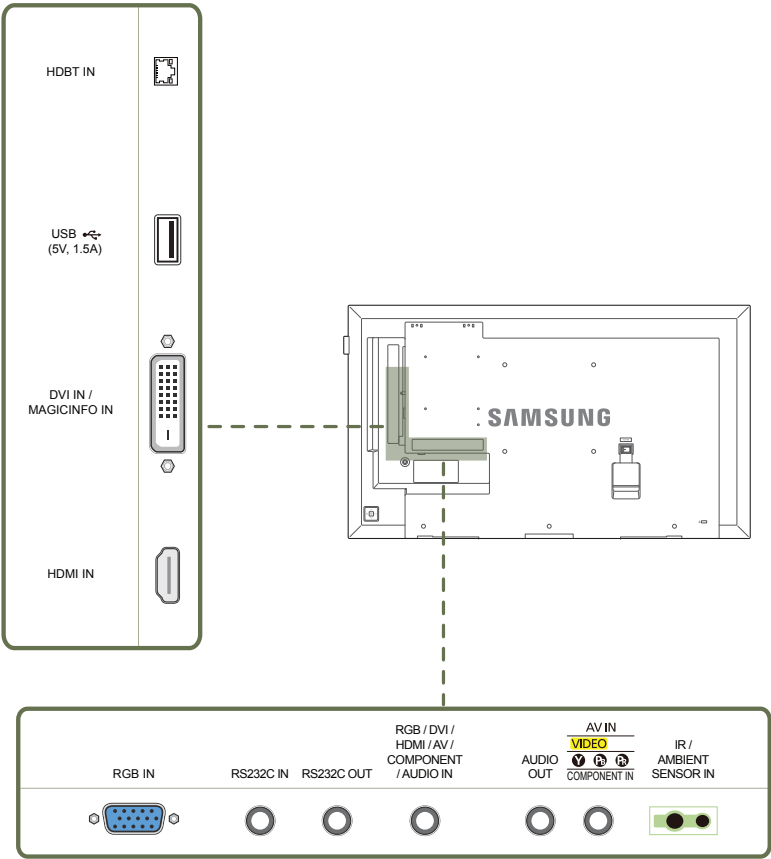 HDBT IN
USB
(5V, 1.5A)
DVI IN /
MAGICINFO IN
HDMI IN
SAMSUNG
RGB IN
RS232C IN
RS232C OUT
RGB / DVI /
HDMI / AV /
COMPONENT
/ AUDIO IN
AUDIO
OUT
AV IN
VIDEO
Y PB PR
COMPONENT IN
IR /
AMBIENT
SENSOR IN